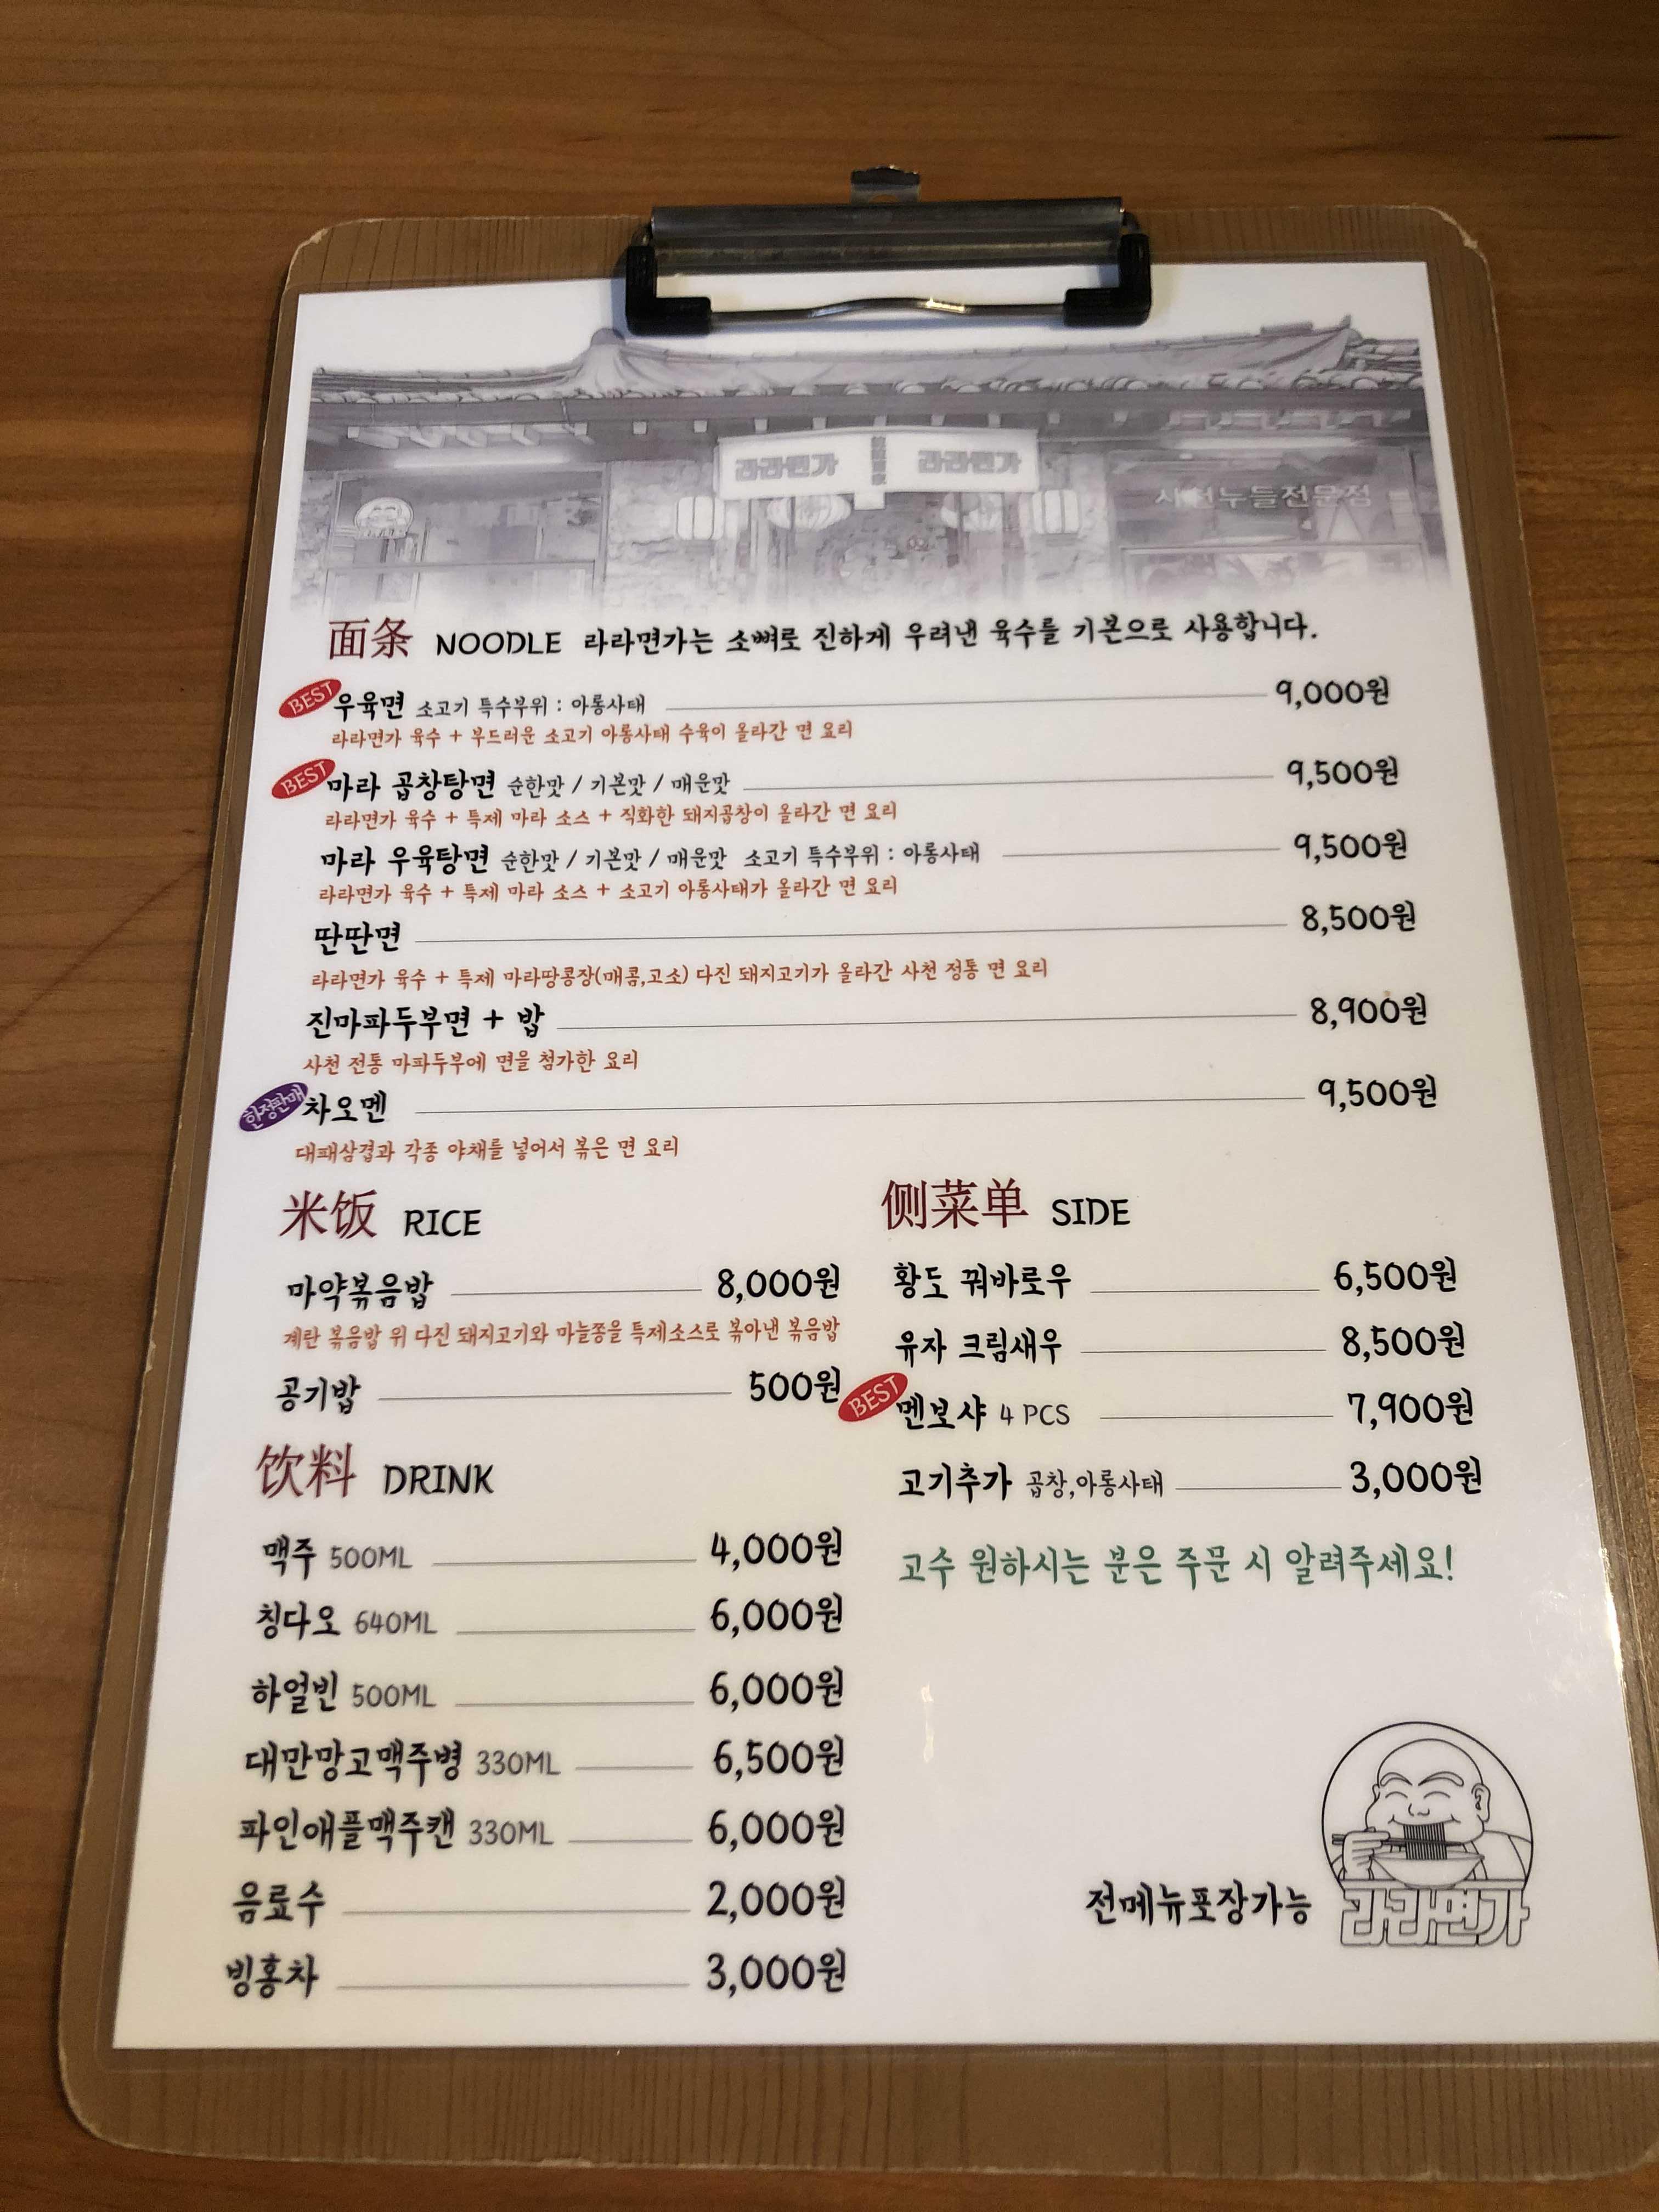 라라면가
라라면가
사천누들전문점
面条 NOODLE 라라면가는 소뼈로 진하게 우려낸 육수를 기본으로 사용합니다.
BEST 우육면 소고기 특수부위 : 아롱사태 9,000원
라라면가 육수 + 부드러운 소고기 아롱사태 수육이 올라간 면 요리
BEST 마라 곱창탕면 순한맛 / 기본맛 / 매운맛 9,500원
라라면가 육수 + 특제 마라 소스 + 직화한 돼지곱창이 올라간 면 요리
마라 우육탕면 순한맛 / 기본맛 / 매운맛 소고기 특수부위 : 아롱사태 9,500원
라라면가 육수 + 특제 마라 소스 + 소고기 아롱사태가 올라간 면 요리
딴딴면 8,500원
라라면가 육수 + 특제 마라땅콩장(매콤,고소) 다진 돼지고기가 올라간 사천 정통 면 요리
진마파두부면 + 밥 8,900원
사천 전통 마파두부에 면을 첨가한 요리
한정판매 차오멘 9,500원
대패삼겹과 각종 야채를 넣어서 볶은 면 요리
米饭 RICE
마약볶음밥 8,000원
계란 볶음밥 위 다진 돼지고기와 마늘쫑을 특제소스로 볶아낸 볶음밥
공기밥 500원
饮料 DRINK
맥주 500ML 4,000원
칭다오 640ML 6,000원
하얼빈 500ML 6,000원
대만망고맥주병 330ML 6,500원
파인애플맥주캔 330ML 6,000원
음료수 2,000원
빙홍차 3,000원
侧菜单 SIDE
황도 꿔바로우 6,500원
유자 크림새우 8,500원
BEST 멘보샤 4 PCS 7,900원
고기추가 곱창,아롱사태 3,000원
고수 원하시는 분은 주문 시 알려주세요!
전메뉴포장가능
라라면가